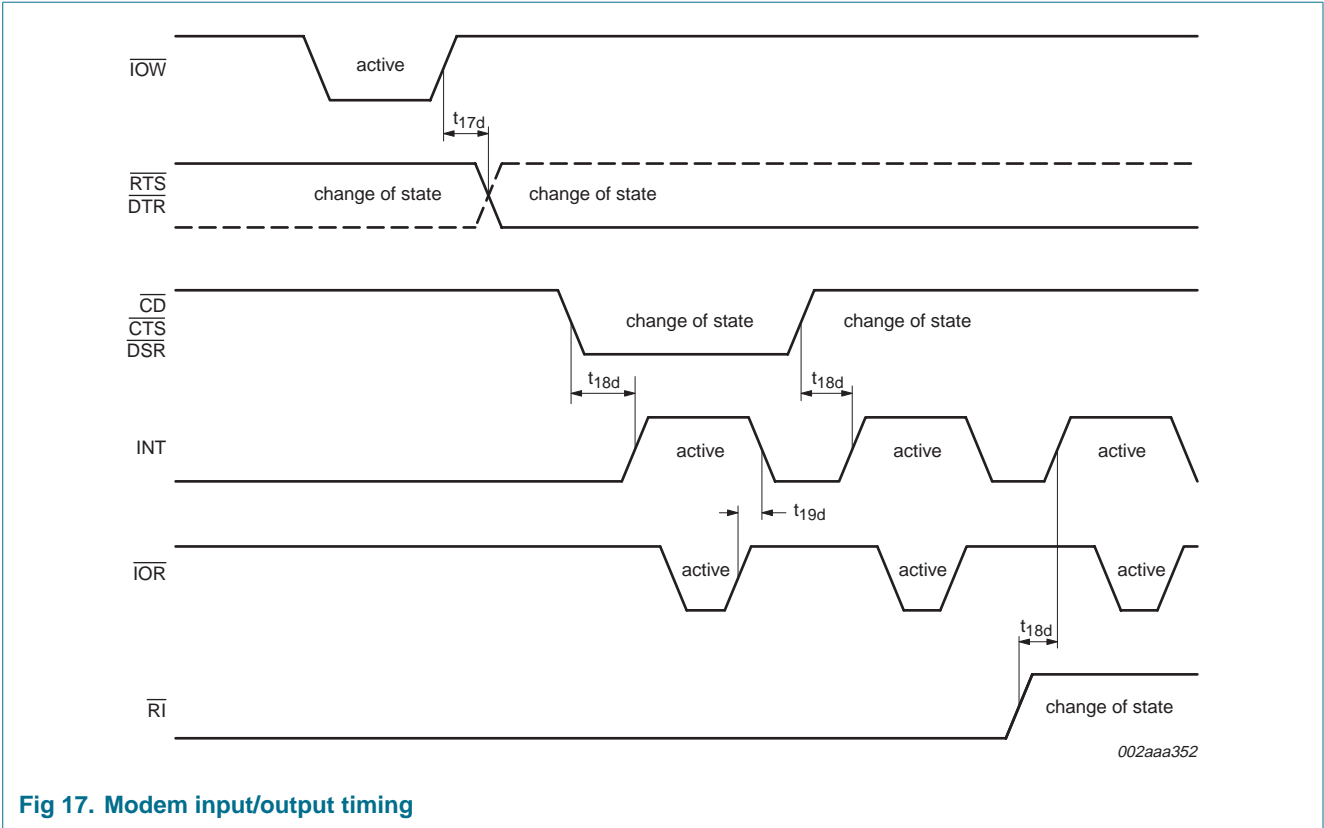 IOW
active
t17d
RTS
DTR
change of state
change of state
CD
CTS
DSR
change of state
change of state
t18d
t18d
INT
active
active
active
t19d
IOR
active
active
active
t18d
RI
change of state
002aaa352
Fig 17. Modem input/output timing